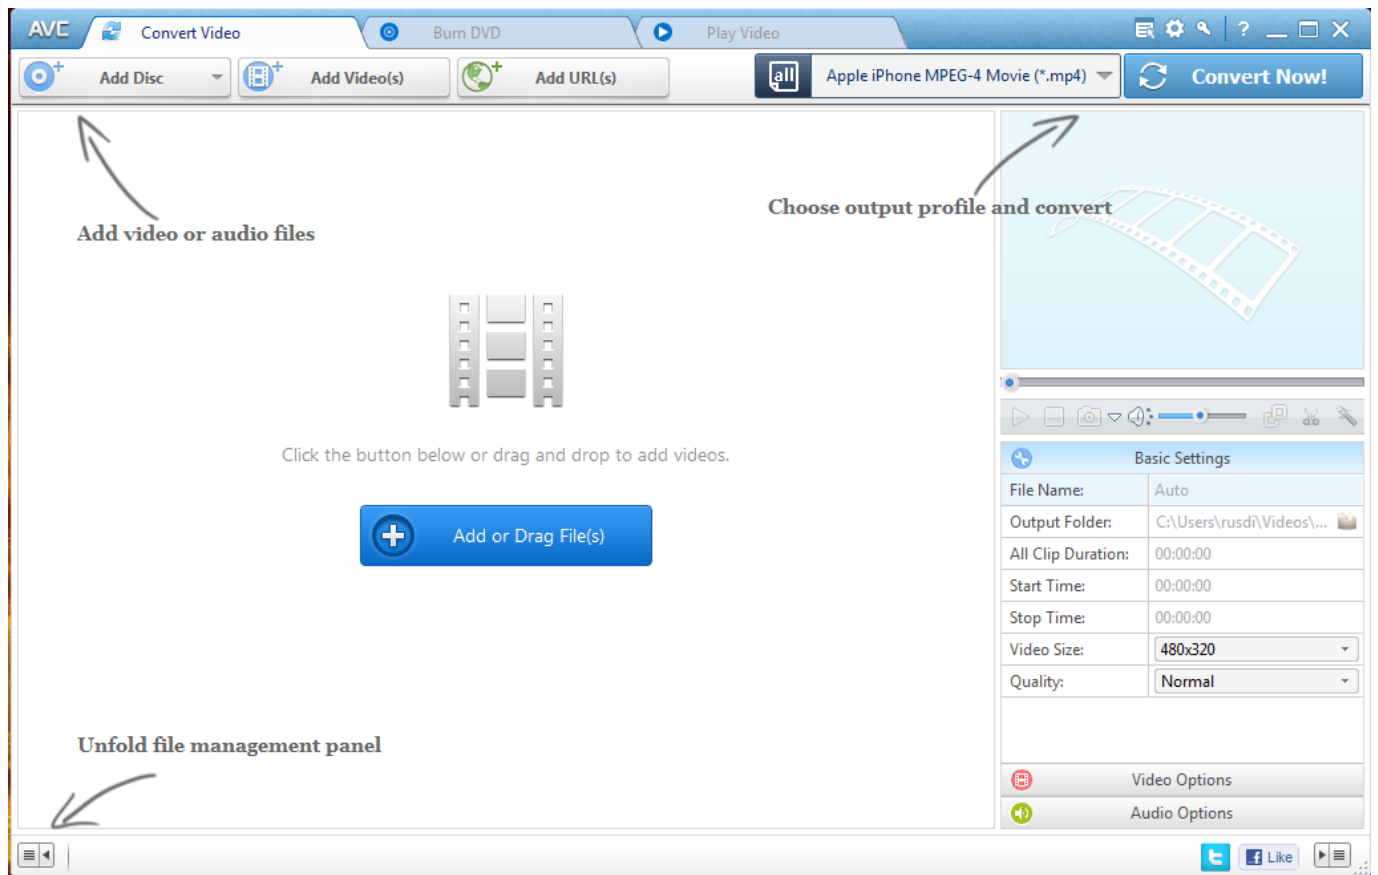 AVC
Convert Video
Burn DVD
Play Video
?
Add Disc
Add Video(s)
Add URL(s)
all
Apple iPhone MPEG-4 Movie (*.mp4)
Convert Now!
Add video or audio files
Choose output profile and convert
Click the button below or drag and drop to add videos.
Add or Drag File(s)
Unfold file management panel
Basic Settings
File Name: Auto
Output Folder: C:\Users\rusdi\Videos\...
All Clip Duration: 00:00:00
Start Time: 00:00:00
Stop Time: 00:00:00
Video Size: 480x320
Quality: Normal
Video Options
Audio Options
Like